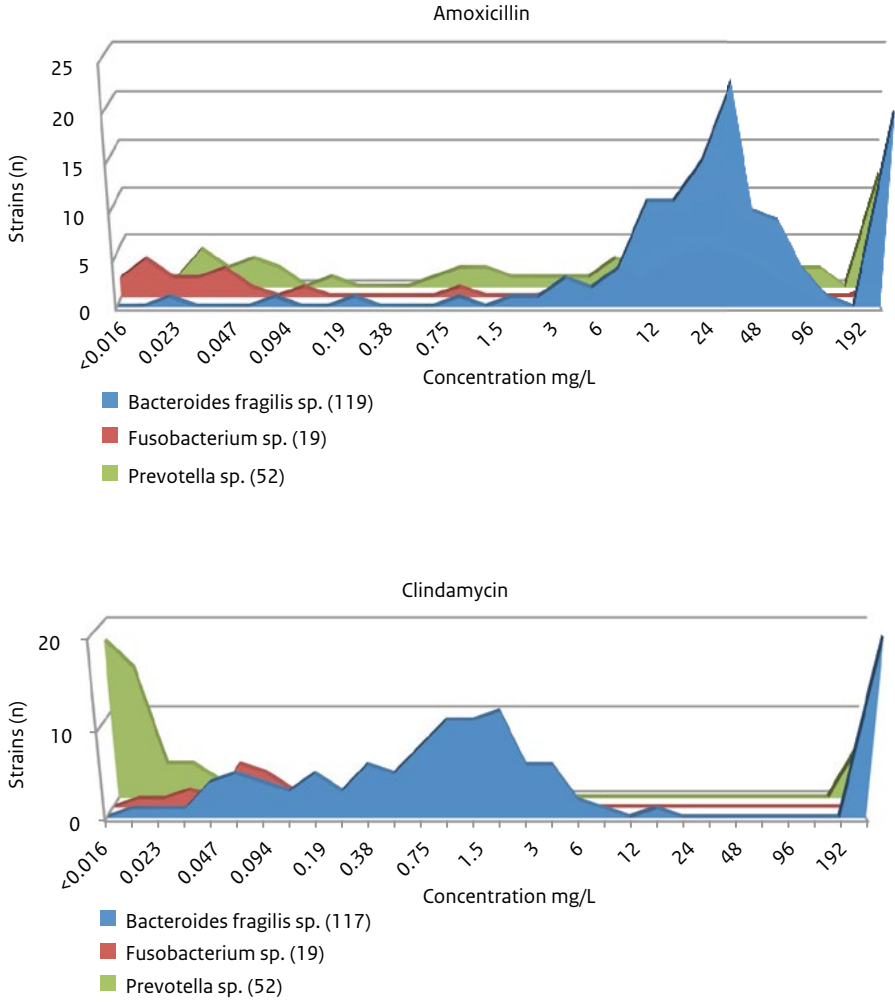 Amoxicillin
25
20
15
10
5
0
Strains (n)
<0.016 0.023 0.047 0.094 0.19 0.38 0.75 1.5 3 6 12 24 48 96 192
Concentration mg/L
Bacteroides fragilis sp. (119)
Fusobacterium sp. (19)
Prevotella sp. (52)
Clindamycin
20
10
0
Strains (n)
<0.016 0.023 0.047 0.094 0.19 0.38 0.75 1.5 3 6 12 24 48 96 192
Concentration mg/L
Bacteroides fragilis sp. (117)
Fusobacterium sp. (19)
Prevotella sp. (52)